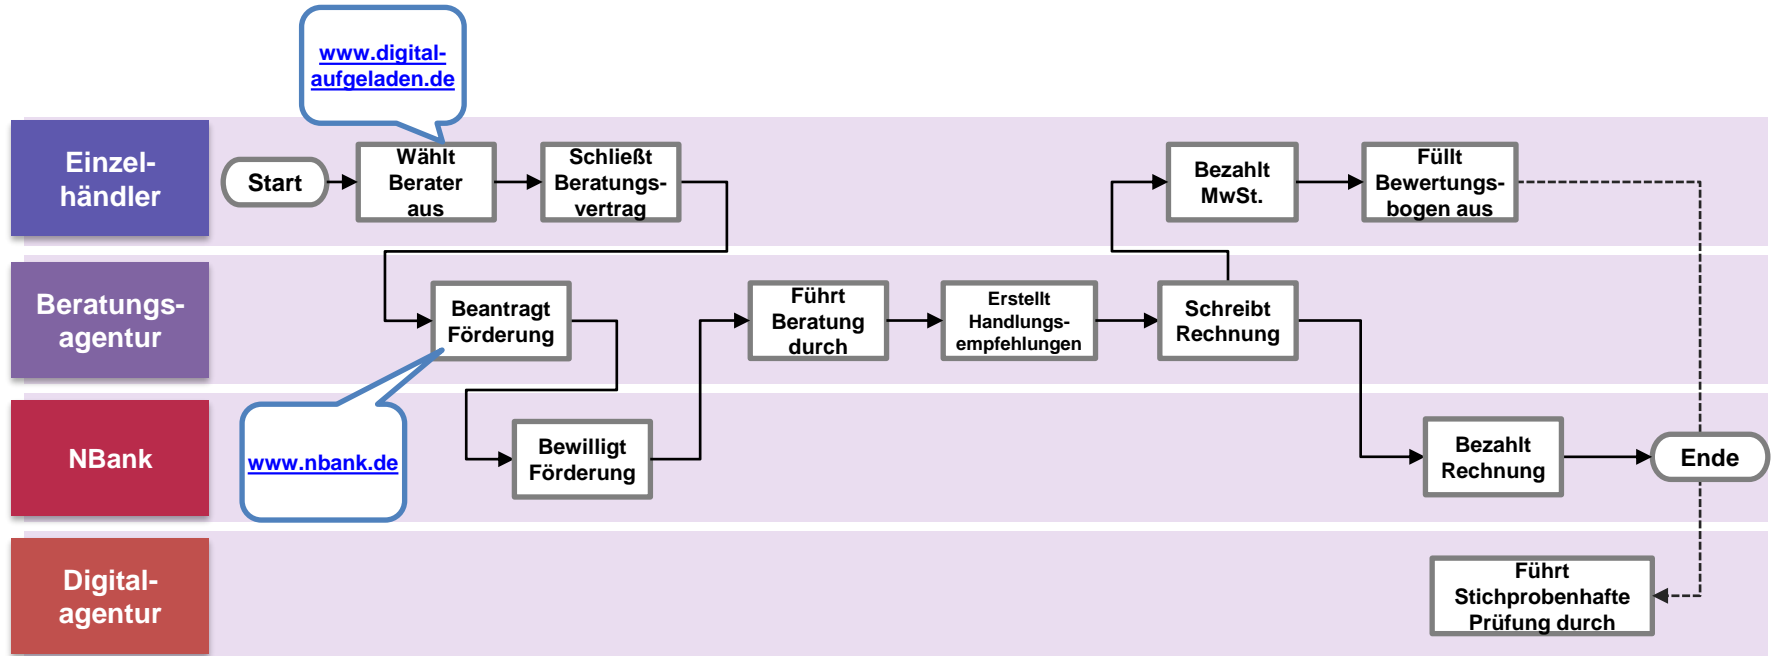 www.digital-
aufgeladen.de
Einzel-
händler
Start
Wählt
Berater
aus
Schließt
Beratungs-
vertrag
Bezahlt
MwSt.
Füllt
Bewertungs-
bogen aus
Beratungs-
agentur
Beantragt
Förderung
Führt
Beratung
durch
Erstellt
Handlungs-
empfehlungen
Schreibt
Rechnung
NBank
www.nbank.de
Bewilligt
Förderung
Bezahlt
Rechnung
Ende
Digital-
agentur
Führt
Stichprobenhafte
Prüfung durch